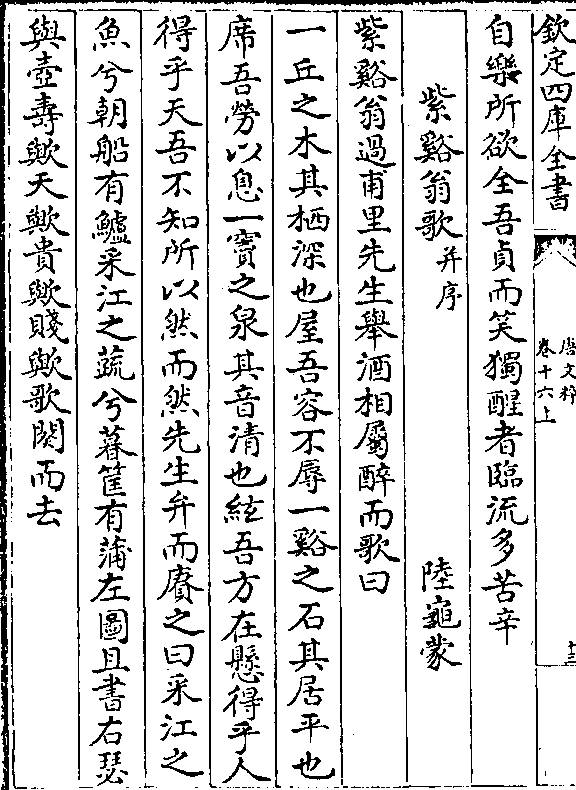 欽定四庫全書
唐文粹
卷十六上
十三
自樂所欲全吾貞而笑獨醒者臨流多苦辛
紫谿翁歌并序 陸龜蒙
紫谿翁過甫里先生舉酒相屬醉而歌曰
一丘之木其栖深也屋吾容不辱一谿之石其居平也
席吾勞以息一竇之泉其音清也絃吾方在懸得乎人
得乎天吾不知所以然而然先生弁而賡之曰采江之
魚兮朝船有鱸采江之蔬兮暮筐有蒲左圖且書右瑟
與壺壽歟夭歟貴歟賤歟歌闋而去